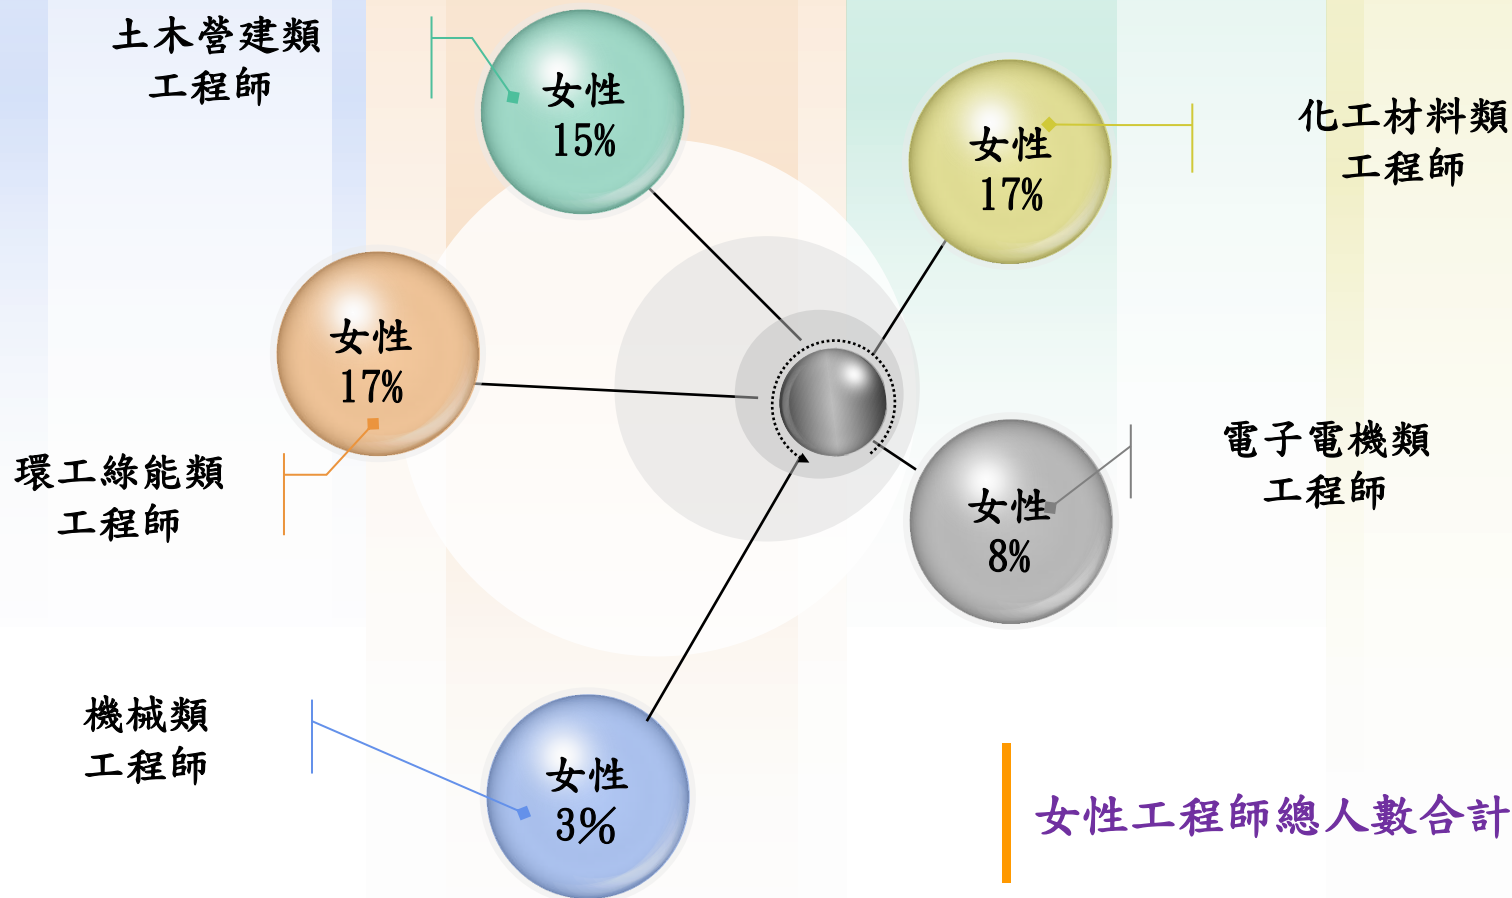 土木營建類
工程師
女性
15%
化工材料類
工程師
女性
17%
女性
17%
環工綠能類
工程師
電子電機類
工程師
女性
8%
機械類
工程師
女性
3%
女性工程師總人數合計